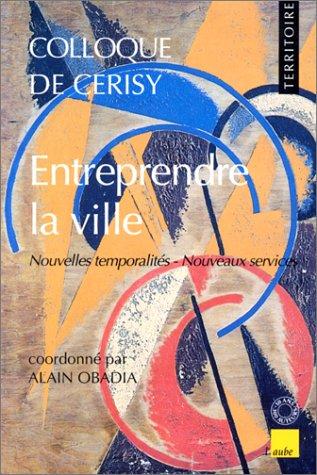 COLLOQUE
DE CERISY
TERRITOIRE
Entreprendre
la ville
Nouvelles temporalités - Nouveaux services
coordonné par
ALAIN OBADIA
l'aube